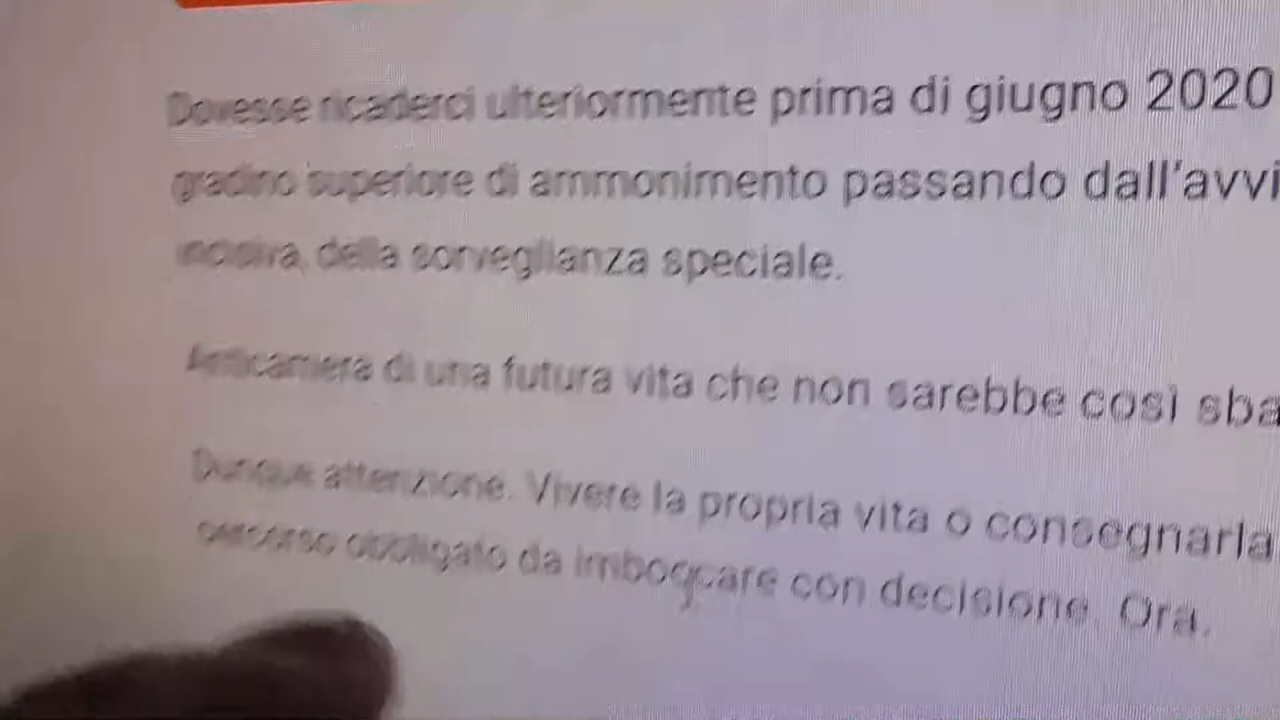 Dovesse ricaderci ulteriormente prima di giugno 2020
gradino superiore di ammonimento passando dall'avvi
incisiva, della sorveglianza speciale.
Anticamera di una futura vita che non sarebbe così sba
Dunque attenzione. Vivere la propria vita o consegnarla
percorso obbligato da imboccare con decisione. Ora.